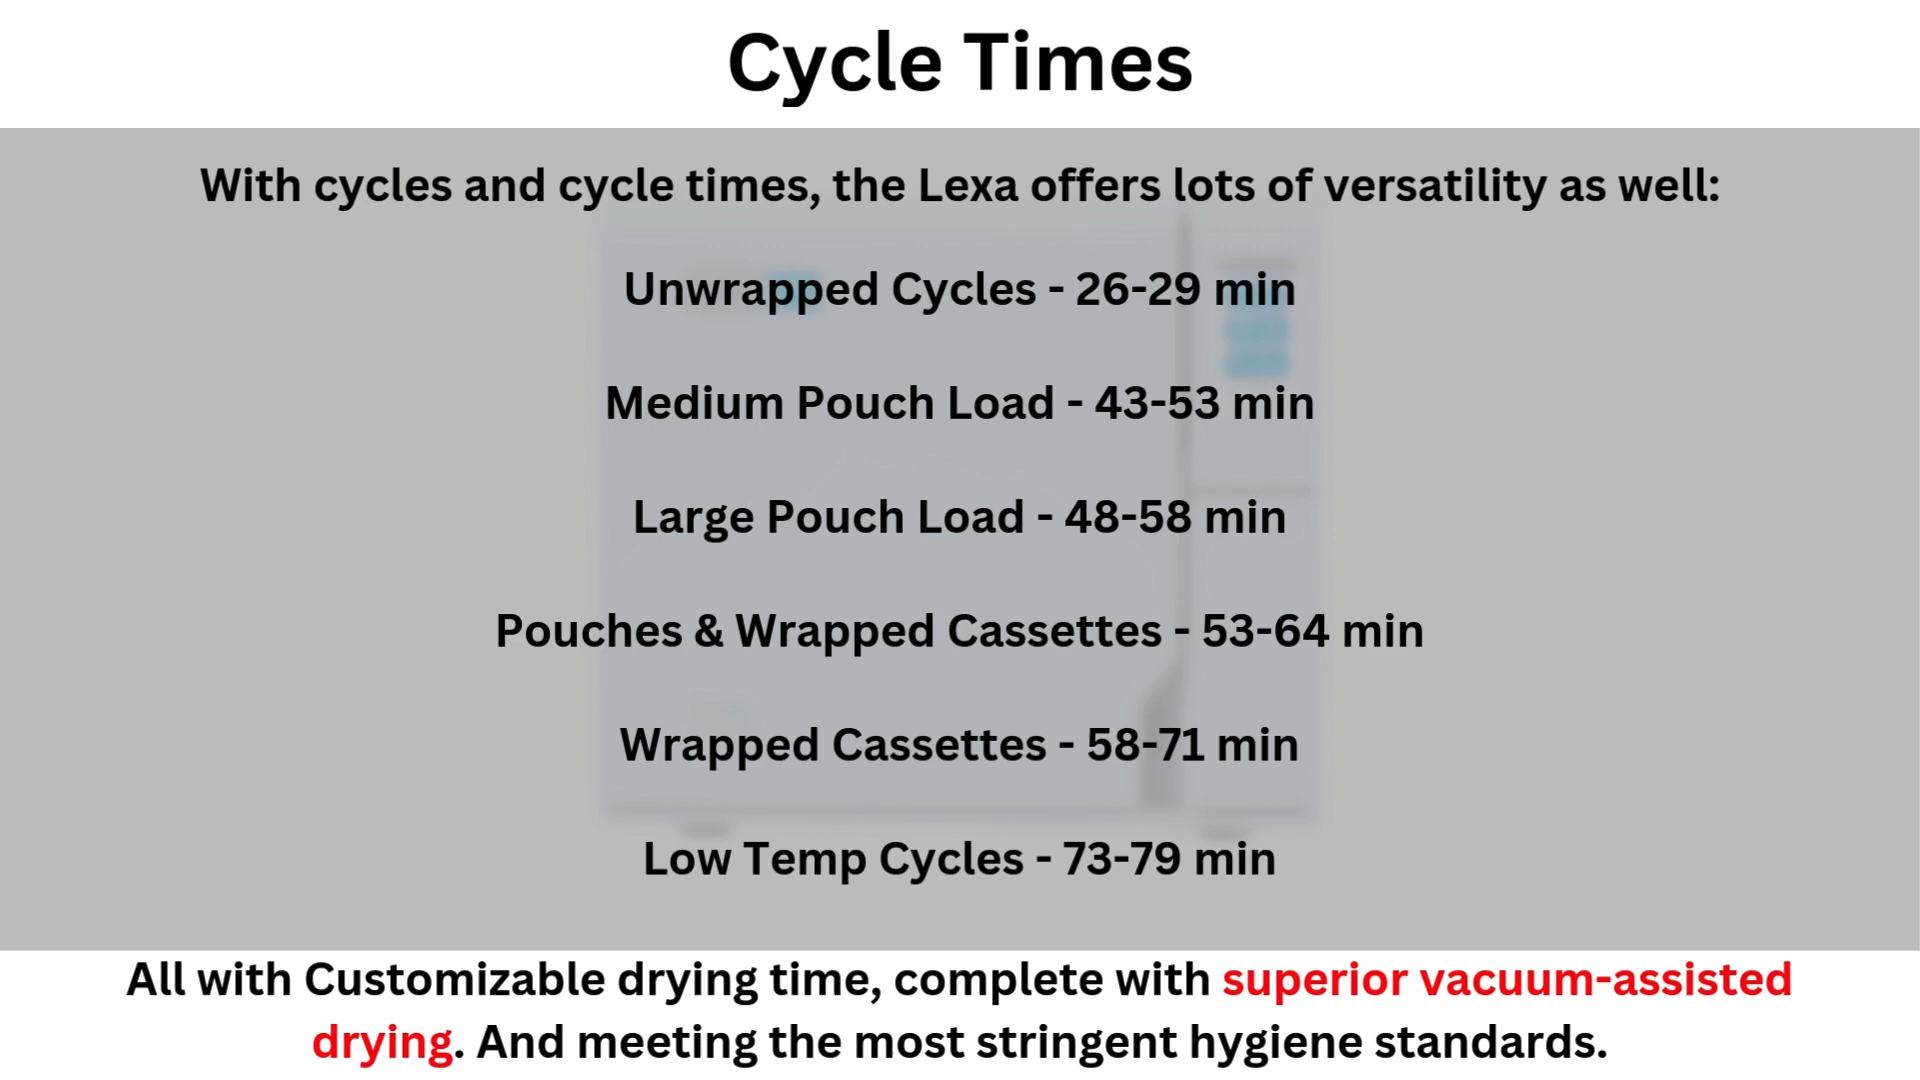 Cycle Times
With cycles and cycle times, the Lexa offers lots of versatility as well:
Unwrapped Cycles - 26-29 min
Medium Pouch Load - 43-53 min
Large Pouch Load - 48-58 min
Pouches & Wrapped Cassettes - 53-64 min
Wrapped Cassettes - 58-71 min
Low Temp Cycles - 73-79 min
All with Customizable drying time, complete with superior vacuum-assisted
drying. And meeting the most stringent hygiene standards.